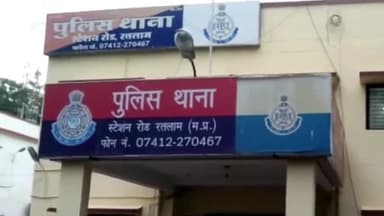 पुलिस थाना
स्टेशन रोड, रतलाम
फोन नं. 07412-270467
पुलिस थाना
स्टेशन रोड रतलाम (म.प्र.)
फोन नं. 07412-270467